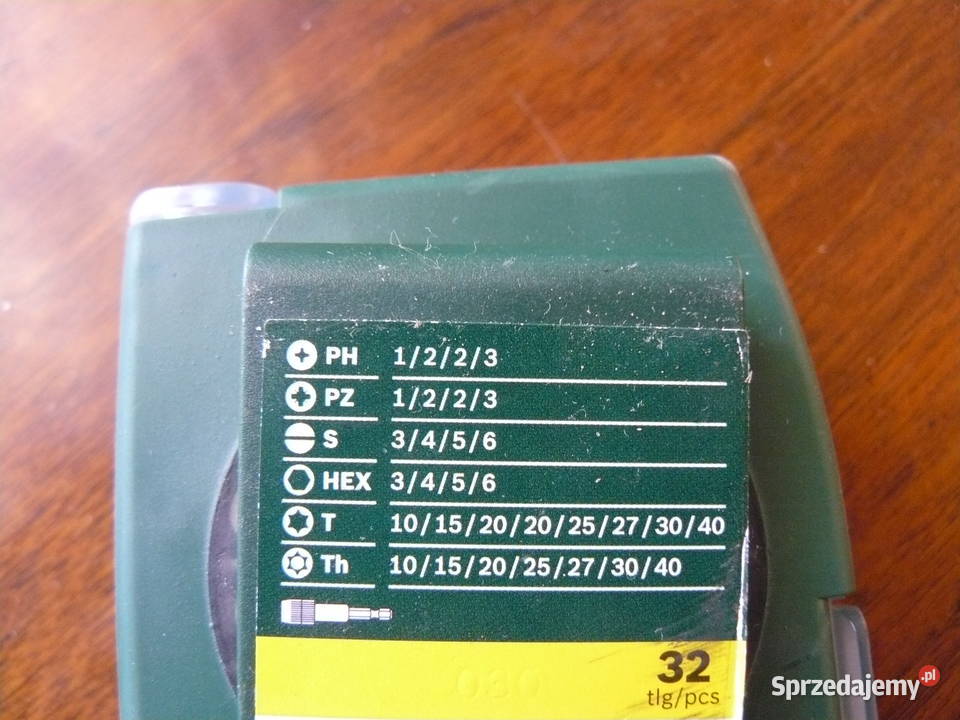 PH 1/2/2/3
PZ 1/2/2/3
S 3/4/5/6
HEX 3/4/5/6
T 10/15/20/20/25/27/30/40
Th 10/15/20/25/27/30/40
32
tlg/pcs
Sprzedajemy.pl